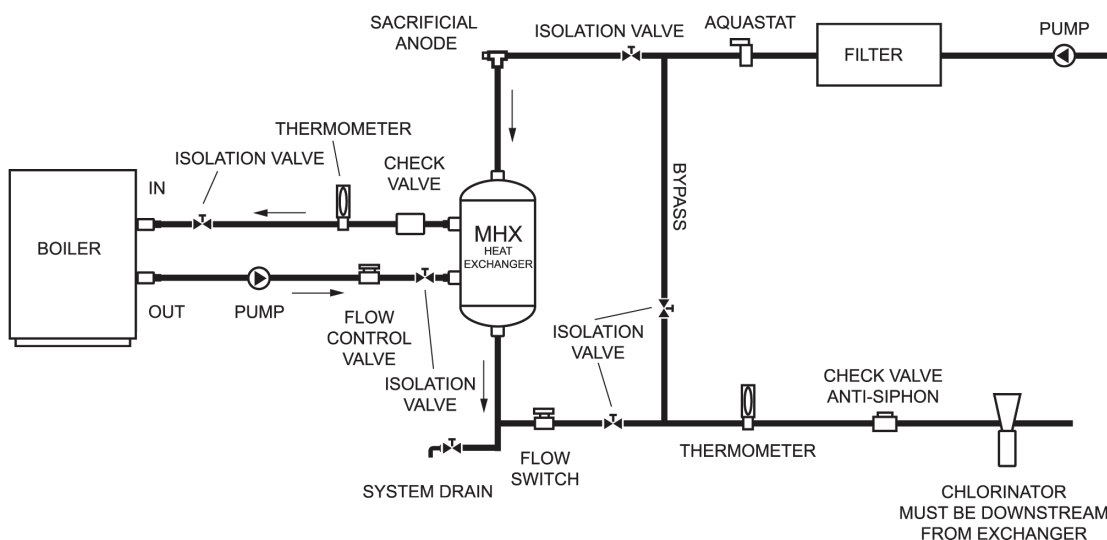 SACRIFICIAL
ANODE
ISOLATION VALVE
AQUASTAT
FILTER
PUMP
THERMOMETER
ISOLATION VALVE
CHECK
VALVE
IN
BOILER
OUT
PUMP
FLOW
CONTROL
VALVE
ISOLATION
VALVE
MHX
HEAT
EXCHANGER
BYPASS
ISOLATION
VALVE
SYSTEM DRAIN
FLOW
SWITCH
THERMOMETER
CHECK VALVE
ANTI-SIPHON
CHLORINATOR
MUST BE DOWNSTREAM
FROM EXCHANGER